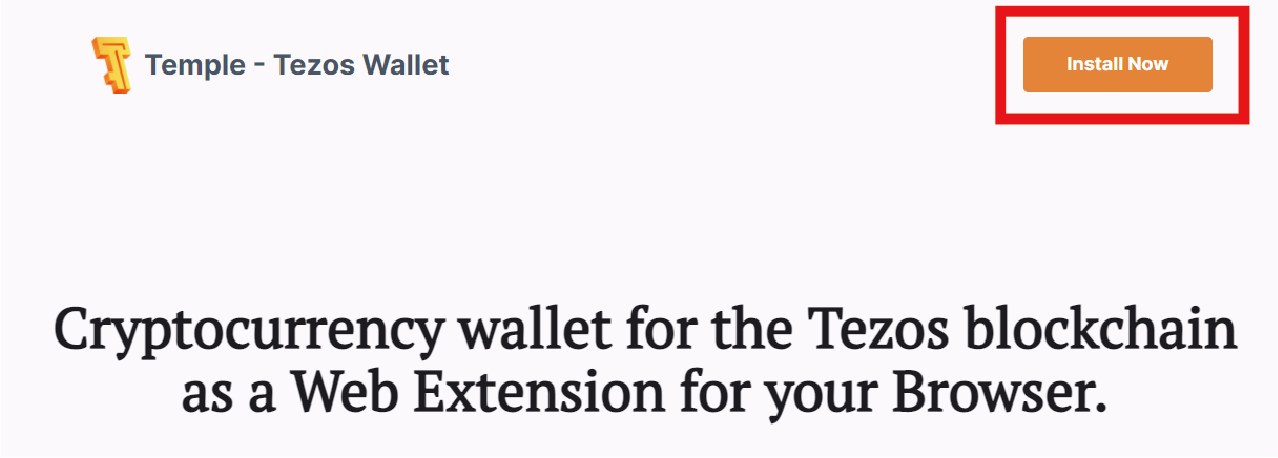 Temple - Tezos Wallet
Install Now
Cryptocurrency wallet for the Tezos blockchain
as a Web Extension for your Browser.